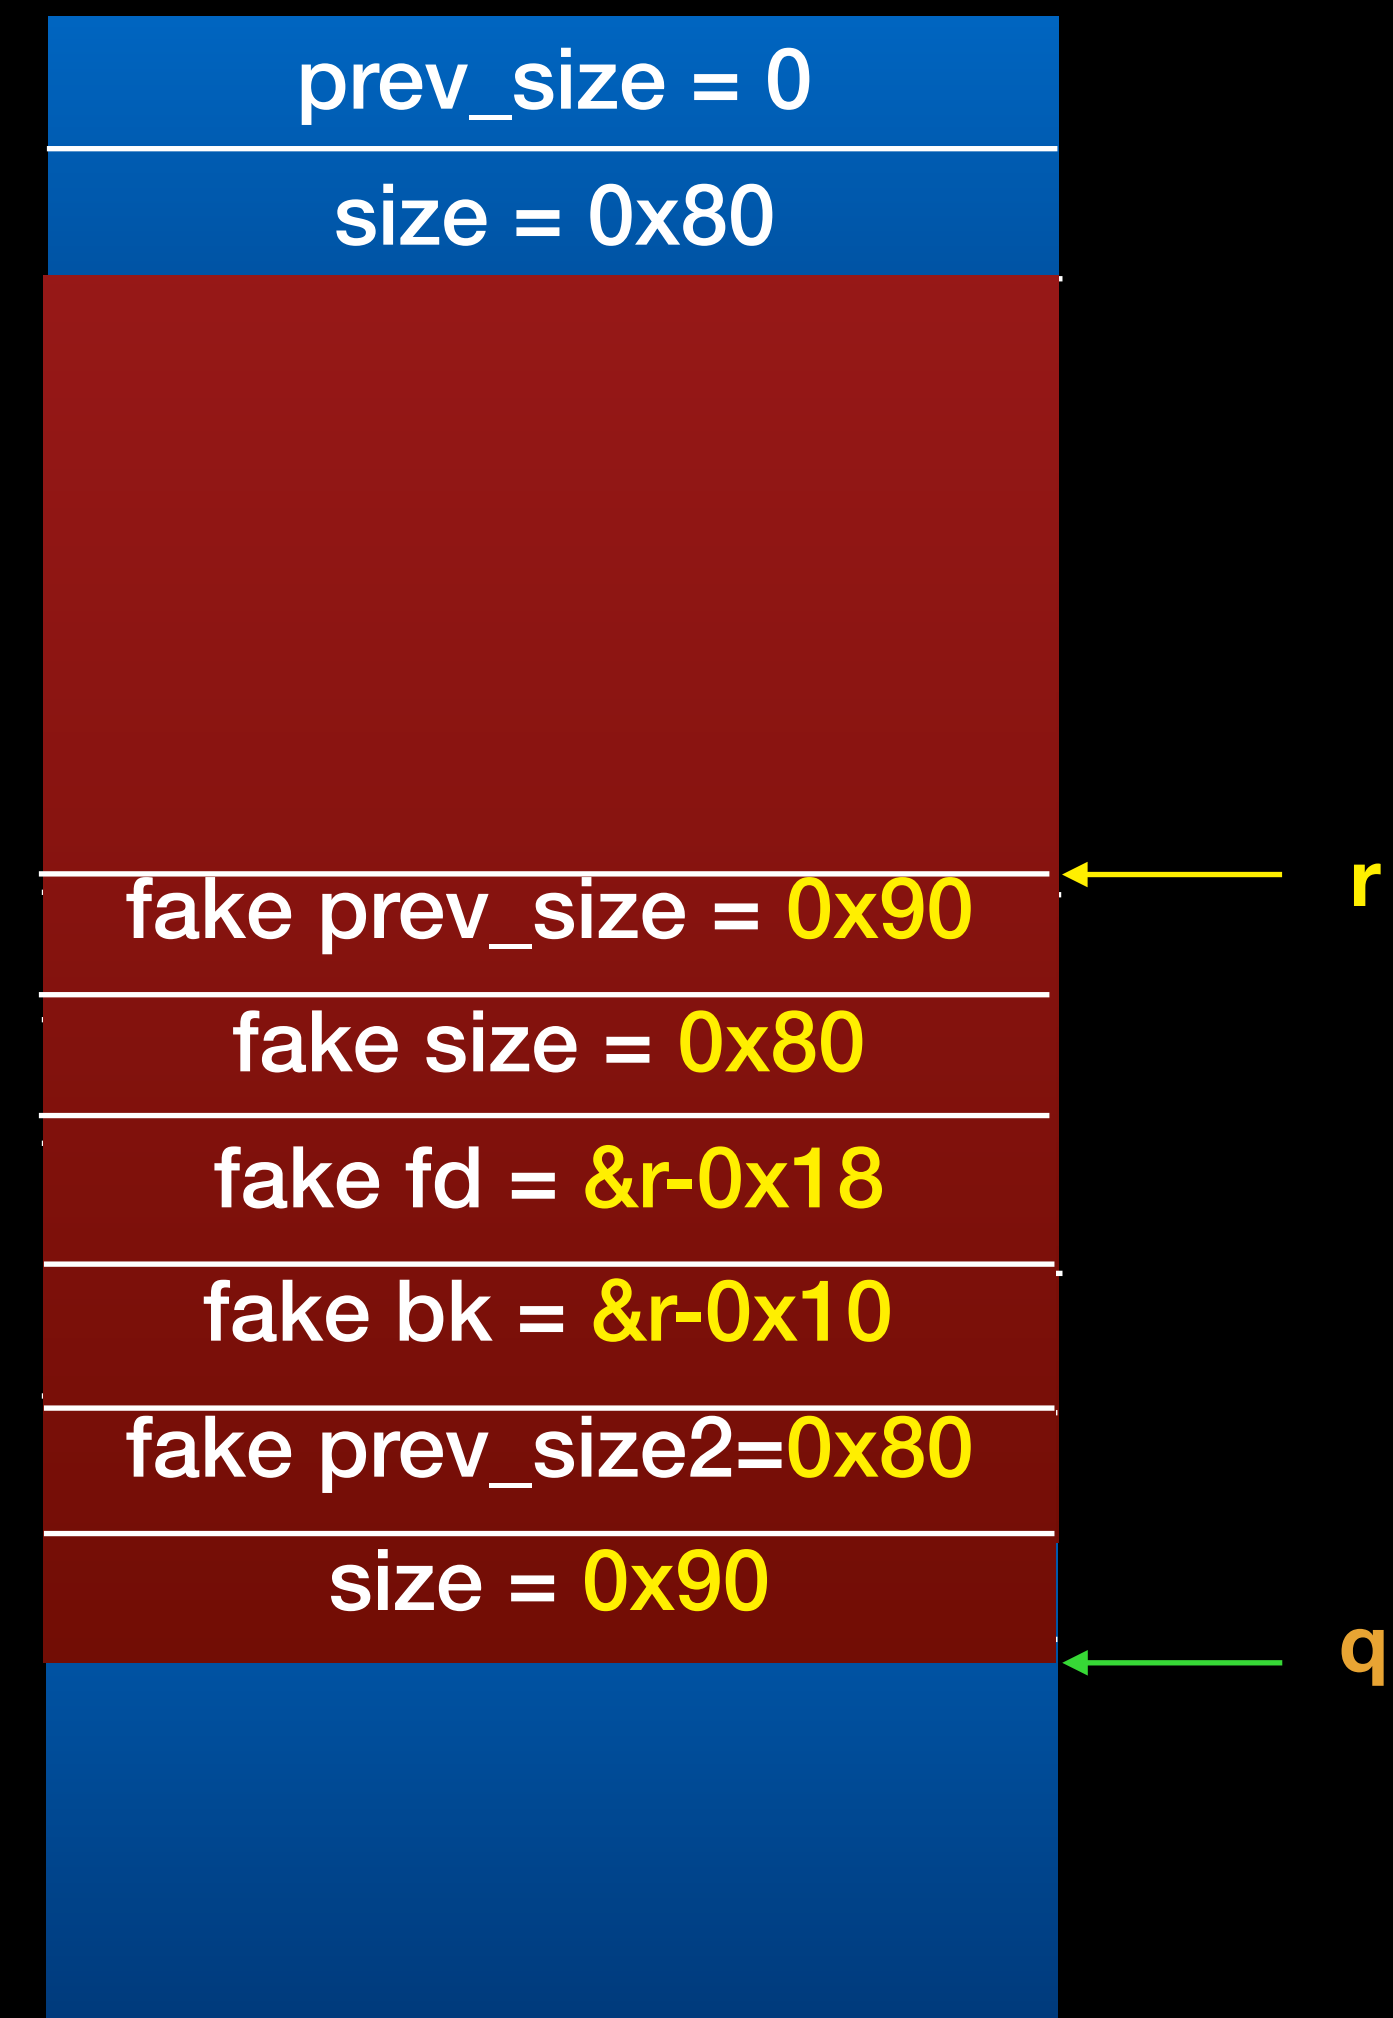 prev_size = 0
size = 0x80
r
fake prev_size = 0x90
fake size = 0x80
fake fd = &r-0x18
fake bk = &r-0x10
fake prev_size2=0x80
size = 0x90
q